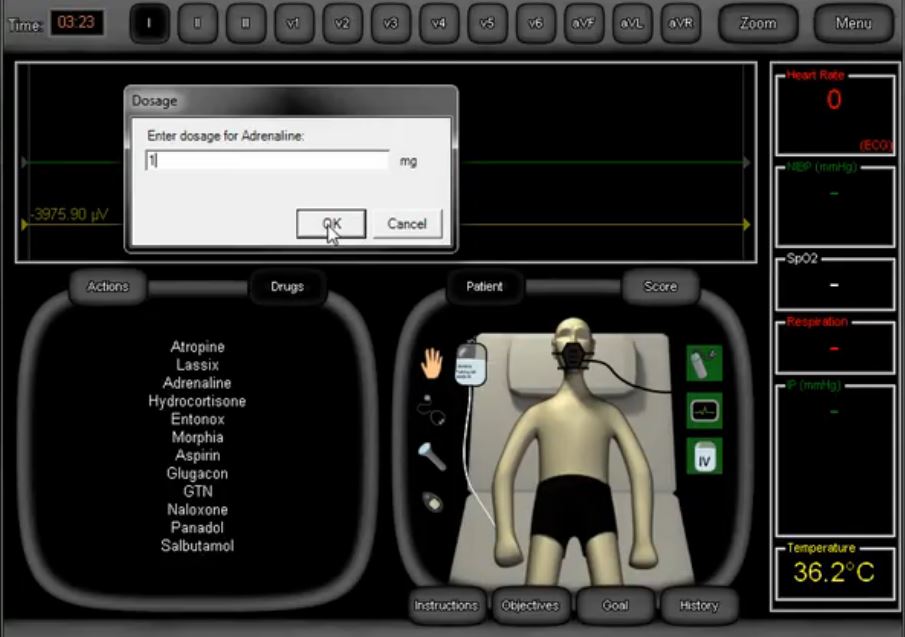 Time: 03:23 I II III v1 v2 v3 v4 v5 v6 aVF aVL aVR Zoom Menu
Dosage
Enter dosage for Adrenaline:
1 mg
OK Cancel
-3975.90 µV
Heart Rate
0
(ECG)
NIBP (mmHg)
-
SpO2
-
Respiration
-
IP (mmHg)
-
Temperature
36.2°C
Actions Drugs
Atropine
Lassix
Adrenaline
Hydrocortisone
Entonox
Morphia
Aspirin
Glugacon
GTN
Naloxone
Panadol
Salbutamol
Patient Score
IV
Instructions Objectives Goal History